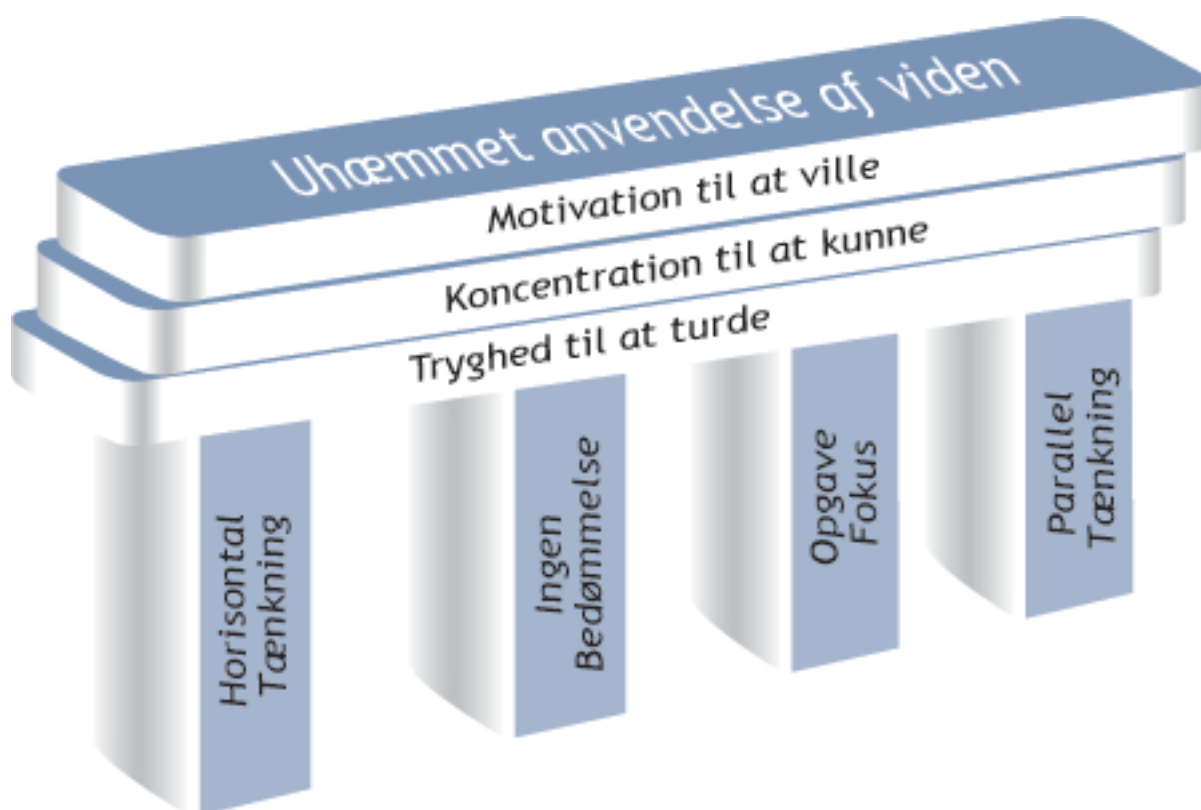 Uhæmmet anvendelse af viden
Motivation til at ville
Koncentration til at kunne
Tryghed til at turde
Horisontal
Tænkning
Ingen
Bedømmelse
Opgave
Fokus
Parallel
Tænkning